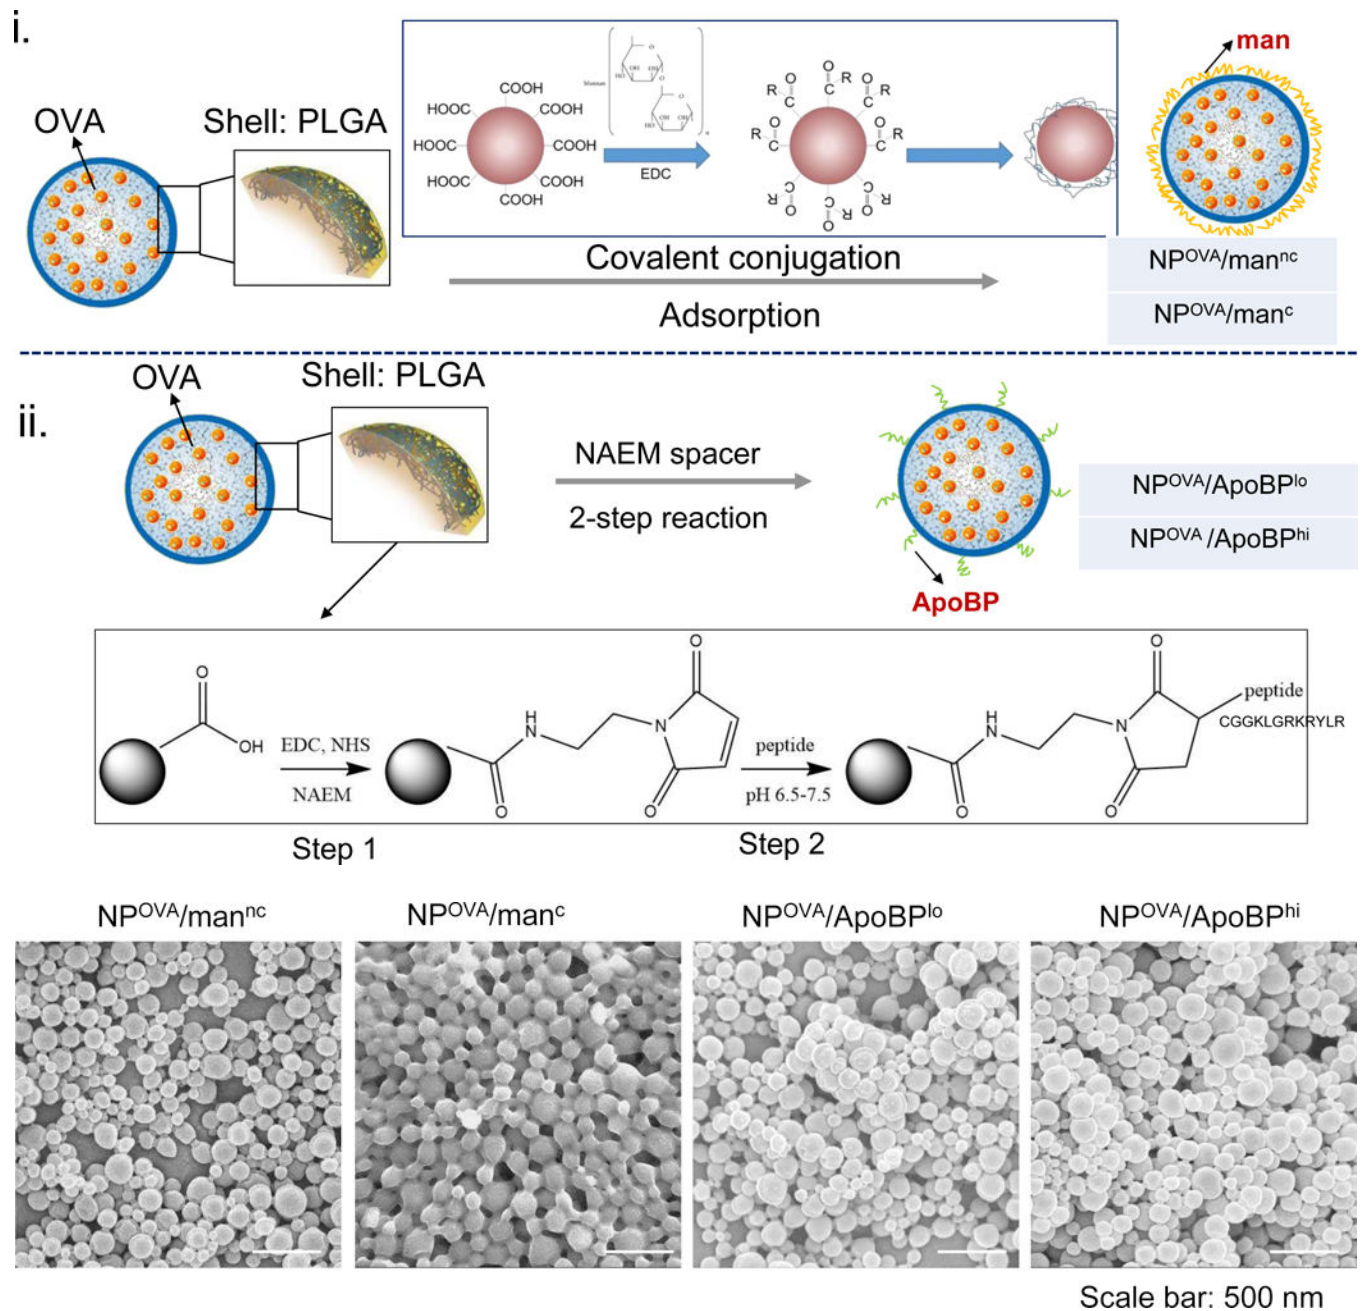 i.
man
OVA
Shell: PLGA
HOOC
COOH
COOH
HOOC
COOH
HOOC
COOH
HOOC
COOH
COOH
Mannan
EDC
O
O
O
R
C
C
C
R
R
O
O
R
C
C
R
C
C
C
R
O
O
O
R
R
Covalent conjugation
Adsorption
NPᴼⱽᴬ/manⁿᶜ
NPᴼⱽᴬ/manᶜ
ii.
OVA
Shell: PLGA
NAEM spacer
2-step reaction
NPᴼⱽᴬ/ApoBPˡᵒ
NPᴼⱽᴬ /ApoBPʰⁱ
ApoBP
O
OH
EDC, NHS
NAEM
O
H
N
N
O
O
peptide
pH 6.5-7.5
O
H
N
N
O
O
peptide
CGGKLGRKRYLR
Step 1
Step 2
NPᴼⱽᴬ/manⁿᶜ
NPᴼⱽᴬ/manᶜ
NPᴼⱽᴬ/ApoBPˡᵒ
NPᴼⱽᴬ/ApoBPʰⁱ
Scale bar: 500 nm